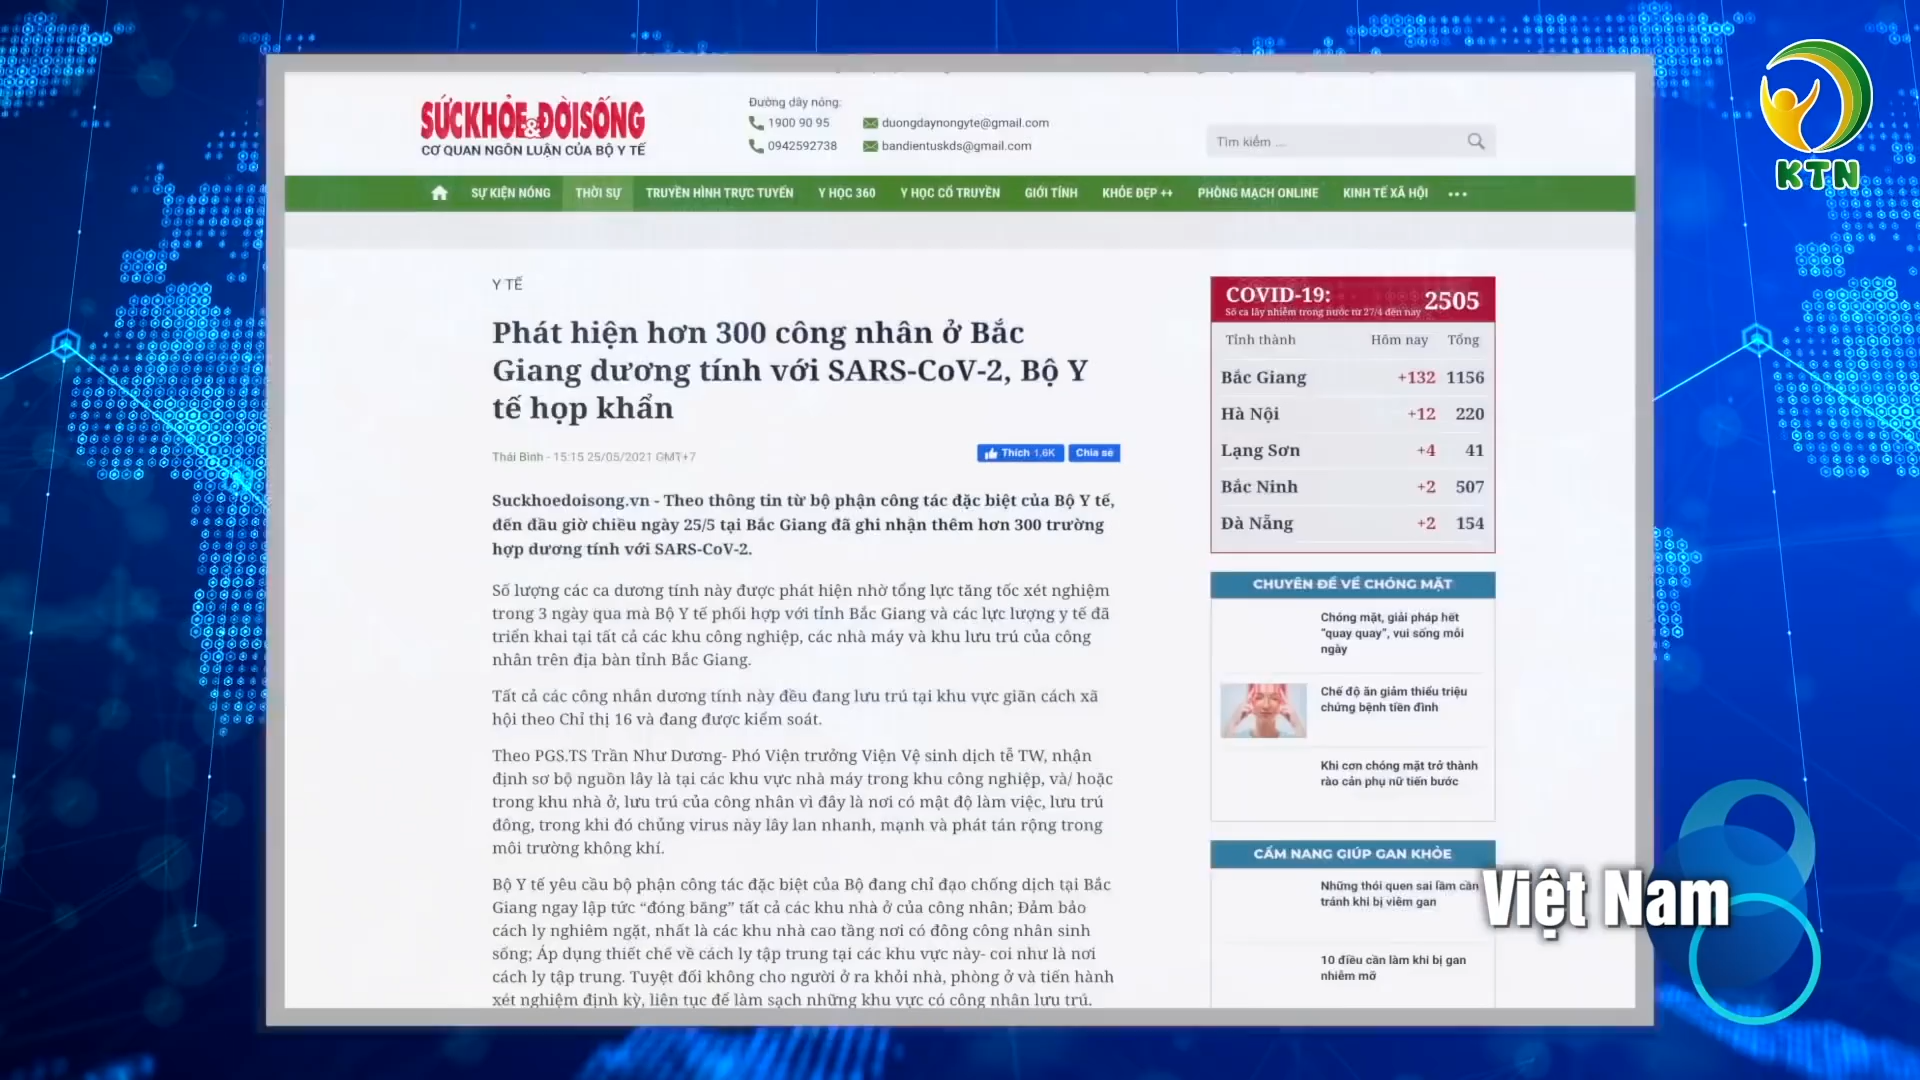 SỨCKHỎE&ĐỜISỐNG
CƠ QUAN NGÔN LUẬN CỦA BỘ Y TẾ
Đường dây nóng:
1900 90 95
duongdaynongyte@gmail.com
0942592738
bandientuskds@gmail.com
Tìm kiếm ...
KTN
SỰ KIỆN NÓNG THỜI SỰ TRUYỀN HÌNH TRỰC TUYẾN Y HỌC 360 Y HỌC CỔ TRUYỀN GIỚI TÍNH KHỎE ĐẸP ++ PHÒNG MẠCH ONLINE KINH TẾ XÃ HỘI •••
Y TẾ
Phát hiện hơn 300 công nhân ở Bắc
Giang dương tính với SARS-CoV-2, Bộ Y
tế họp khẩn
Thái Bình - 15:15 25/05/2021 GMT+7
Thích 1,6K
Chia sẻ
Suckhoedoisong.vn - Theo thông tin từ bộ phận công tác đặc biệt của Bộ Y tế,
đến đầu giờ chiều ngày 25/5 tại Bắc Giang đã ghi nhận thêm hơn 300 trường
hợp dương tính với SARS-CoV-2.
Số lượng các ca dương tính này được phát hiện nhờ tổng lực tăng tốc xét nghiệm
trong 3 ngày qua mà Bộ Y tế phối hợp với tỉnh Bắc Giang và các lực lượng y tế đã
triển khai tại tất cả các khu công nghiệp, các nhà máy và khu lưu trú của công
nhân trên địa bàn tỉnh Bắc Giang.
Tất cả các công nhân dương tính này đều đang lưu trú tại khu vực giãn cách xã
hội theo Chỉ thị 16 và đang được kiểm soát.
Theo PGS.TS Trần Như Dương- Phó Viện trưởng Viện Vệ sinh dịch tễ TW, nhận
định sơ bộ nguồn lây là tại các khu vực nhà máy trong khu công nghiệp, và/ hoặc
trong khu nhà ở, lưu trú của công nhân vì đây là nơi có mật độ làm việc, lưu trú
đông, trong khi đó chủng virus này lây lan nhanh, mạnh và phát tán rộng trong
môi trường không khí.
Bộ Y tế yêu cầu bộ phận công tác đặc biệt của Bộ đang chỉ đạo chống dịch tại Bắc
Giang ngay lập tức “đóng băng” tất cả các khu nhà ở của công nhân; Đảm bảo
cách ly nghiêm ngặt, nhất là các khu nhà cao tầng nơi có đông công nhân sinh
sống; Áp dụng thiết chế về cách ly tập trung tại các khu vực này- coi như là nơi
cách ly tập trung. Tuyệt đối không cho người ở ra khỏi nhà, phòng ở và tiến hành
xét nghiệm định kỳ, liên tục để làm sạch những khu vực có công nhân lưu trú.
COVID-19: 2505
Số ca lây nhiễm trong nước từ 27/4 đến nay
Tỉnh thành Hôm nay Tổng
Bắc Giang +132 1156
Hà Nội +12 220
Lạng Sơn +4 41
Bắc Ninh +2 507
Đà Nẵng +2 154
CHUYÊN ĐỀ VỀ CHÓNG MẶT
Chóng mặt, giải pháp hết
"quay quay", vui sống mỗi
ngày
Chế độ ăn giảm thiểu triệu
chứng bệnh tiền đình
Khi cơn chóng mặt trở thành
rào cản phụ nữ tiến bước
CẨM NANG GIÚP GAN KHỎE
Những thói quen sai lầm cần
tránh khi bị viêm gan
10 điều cần làm khi bị gan
nhiễm mỡ
Việt Nam